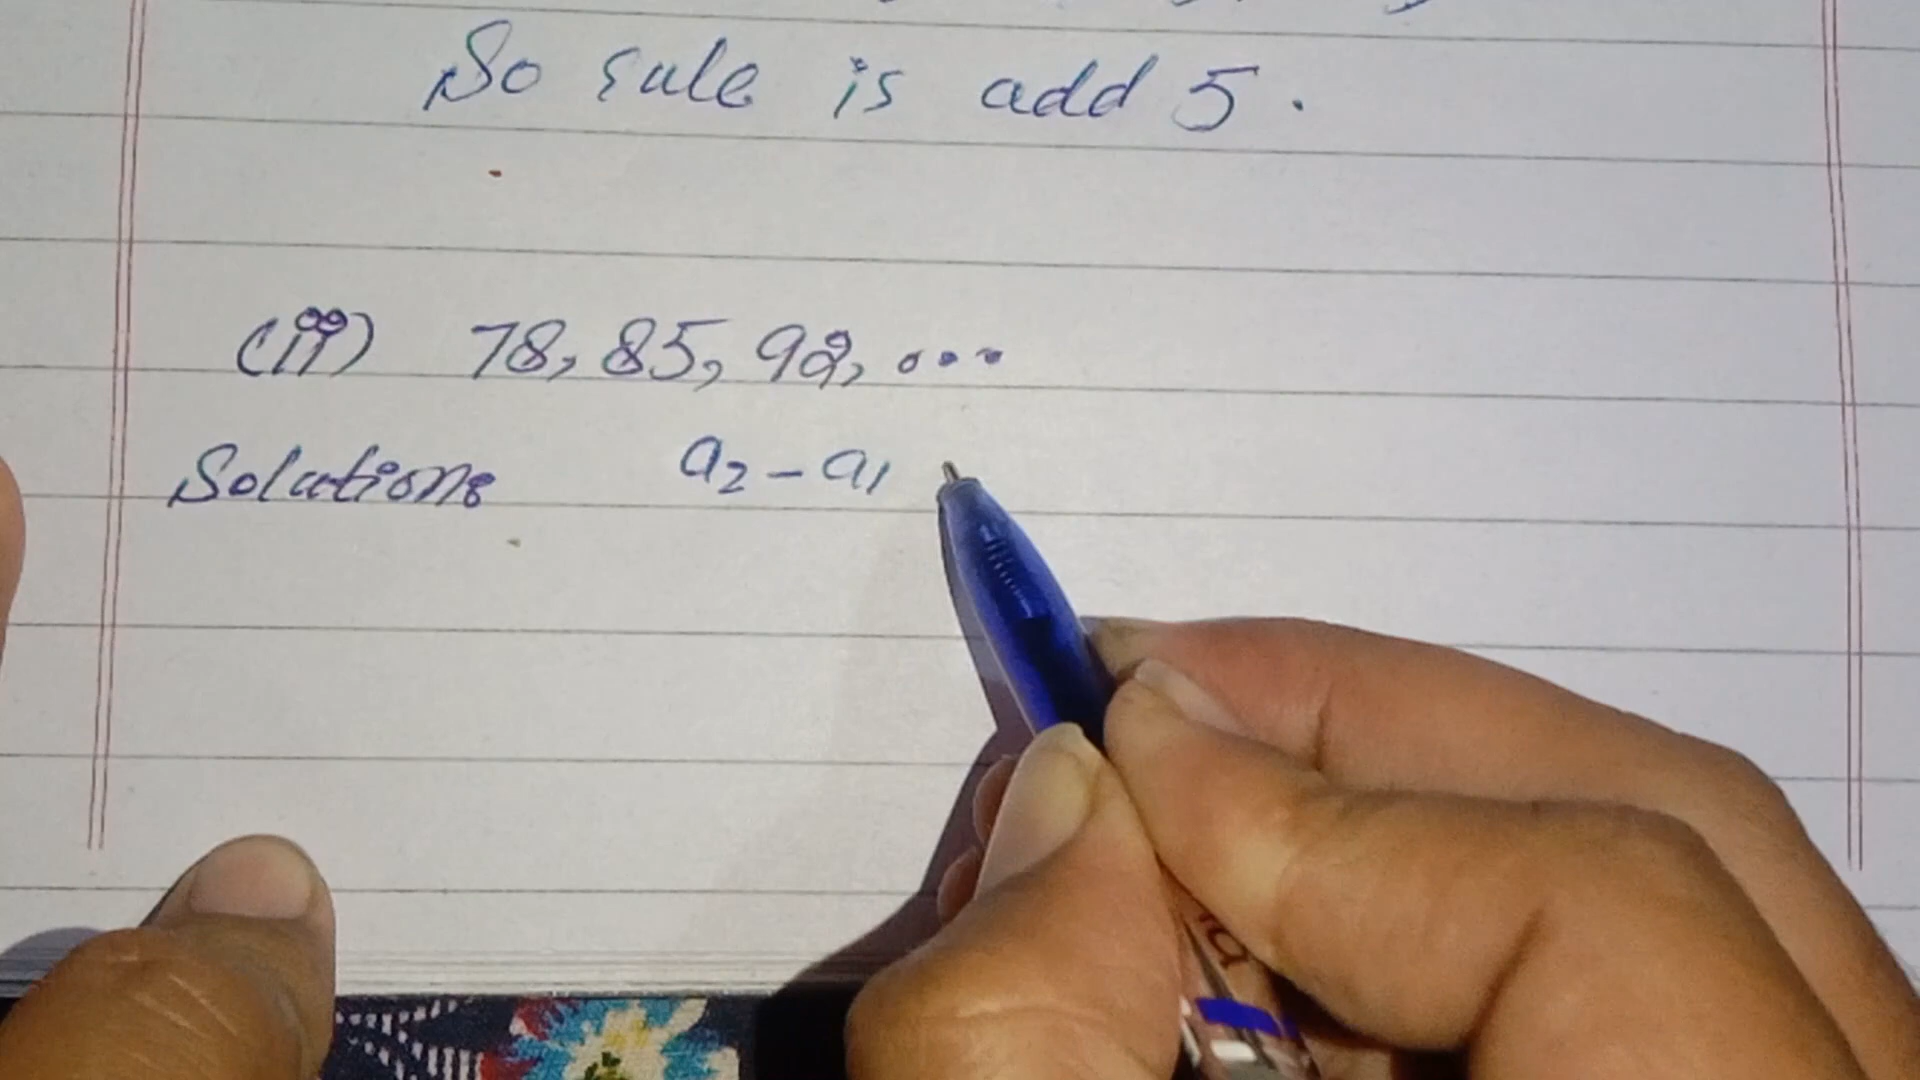 So rule is add 5.
(ii) 78, 85, 92, ...
Solution:
a₂ - a₁